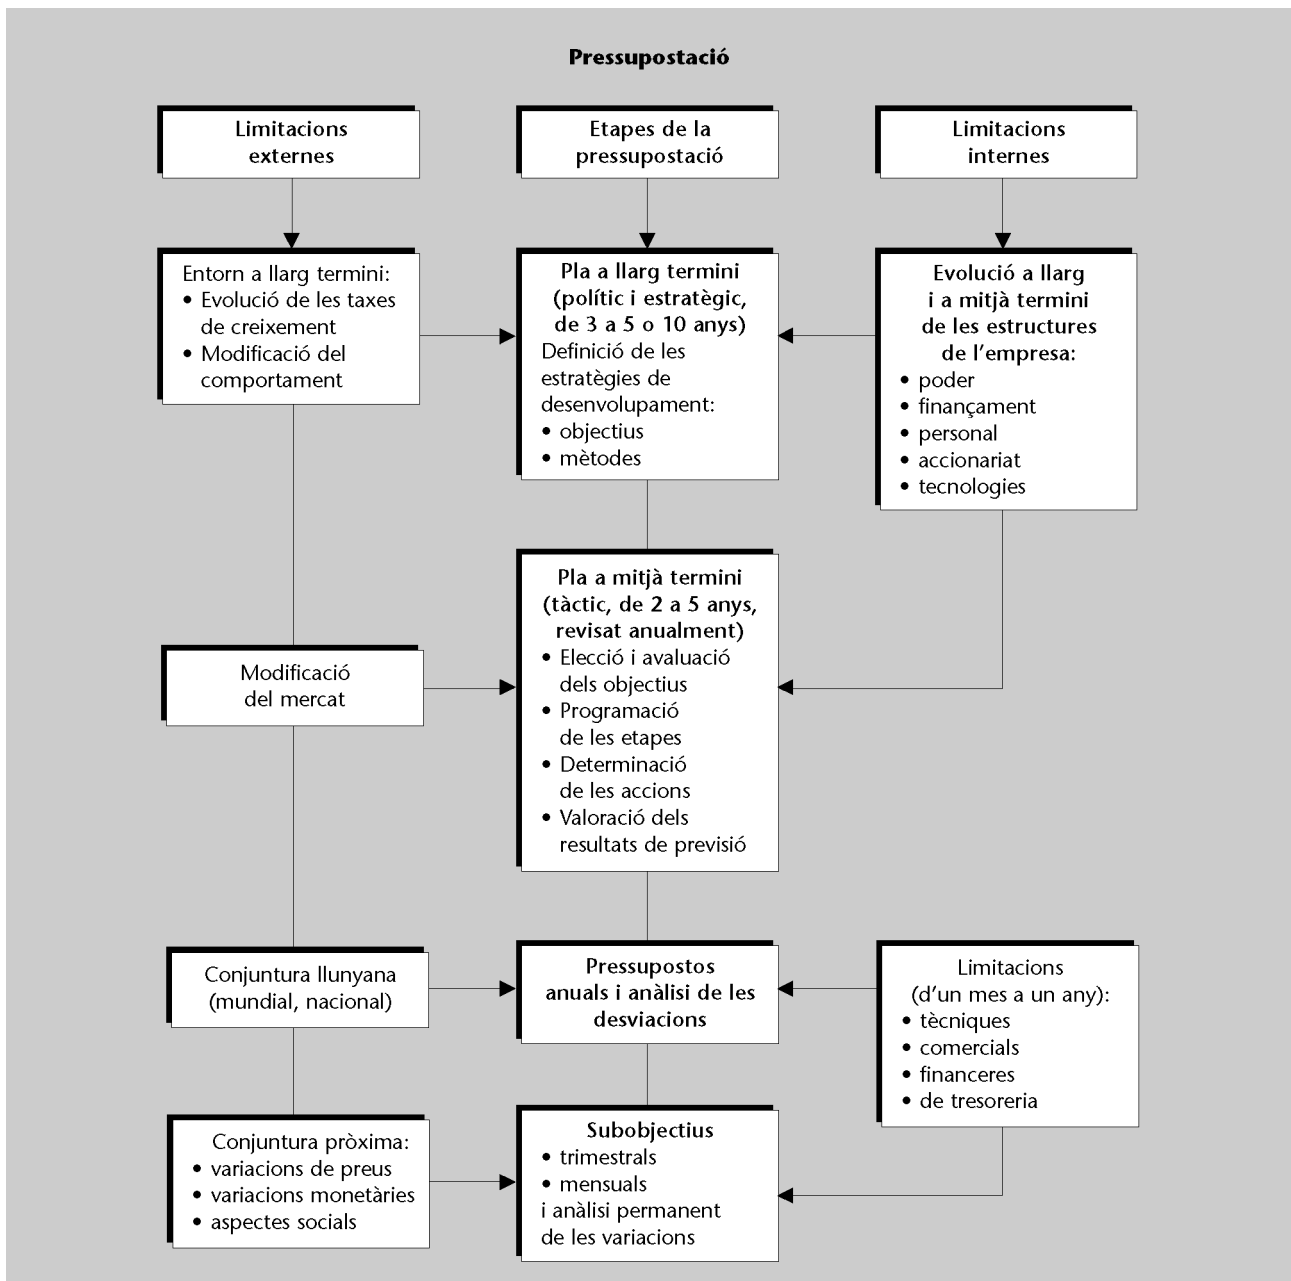 Pressupostació
Limitacions
externes
Etapes de la
pressupostació
Limitacions
internes
Entorn a llarg termini:
• Evolució de les taxes
de creixement
• Modificació del
comportament
Pla a llarg termini
(polític i estratègic,
de 3 a 5 o 10 anys)
Definició de les
estratègies de
desenvolupament:
• objectius
• mètodes
Evolució a llarg
i a mitjà termini
de les estructures
de l’empresa:
• poder
• finançament
• personal
• accionariat
• tecnologies
Modificació
del mercat
Pla a mitjà termini
(tàctic, de 2 a 5 anys,
revisat anualment)
• Elecció i avaluació
dels objectius
• Programació
de les etapes
• Determinació
de les accions
• Valoració dels
resultats de previsió
Conjuntura llunyana
(mundial, nacional)
Pressupostos
anuals i anàlisi de les
desviacions
Limitacions
(d’un mes a un any):
• tècniques
• comercials
• financeres
• de tresoreria
Conjuntura pròxima:
• variacions de preus
• variacions monetàries
• aspectes socials
Subobjectius
• trimestrals
• mensuals
i anàlisi permanent
de les variacions